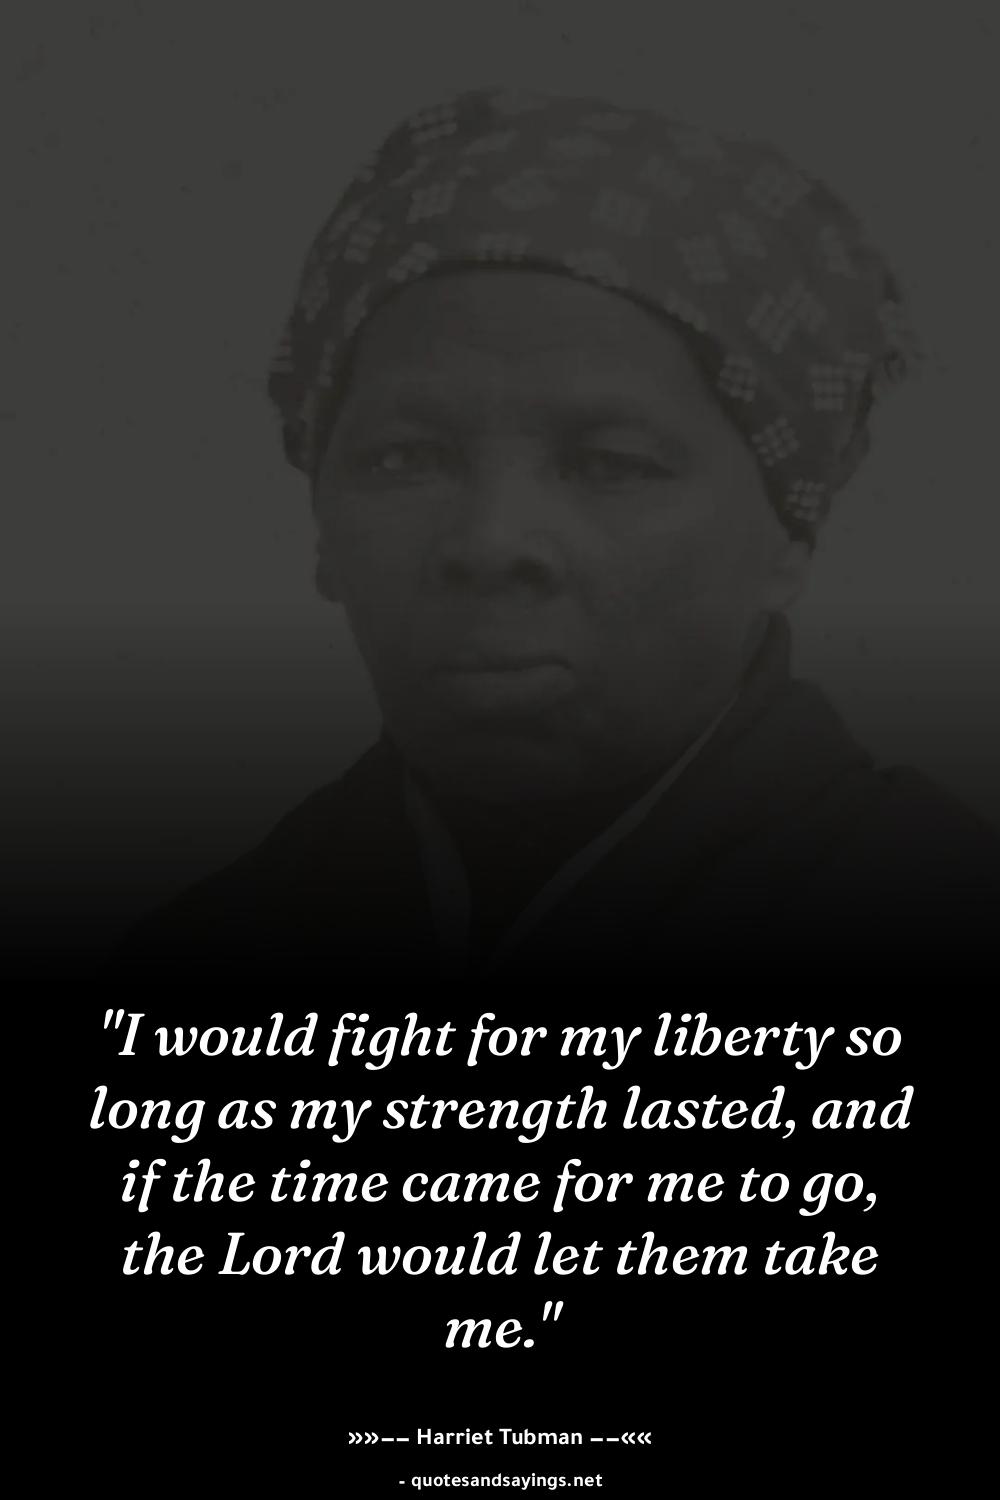 "I would fight for my liberty so
long as my strength lasted, and
if the time came for me to go,
the Lord would let them take
me."
»»–– Harriet Tubman ––««
- quotesandsayings.net